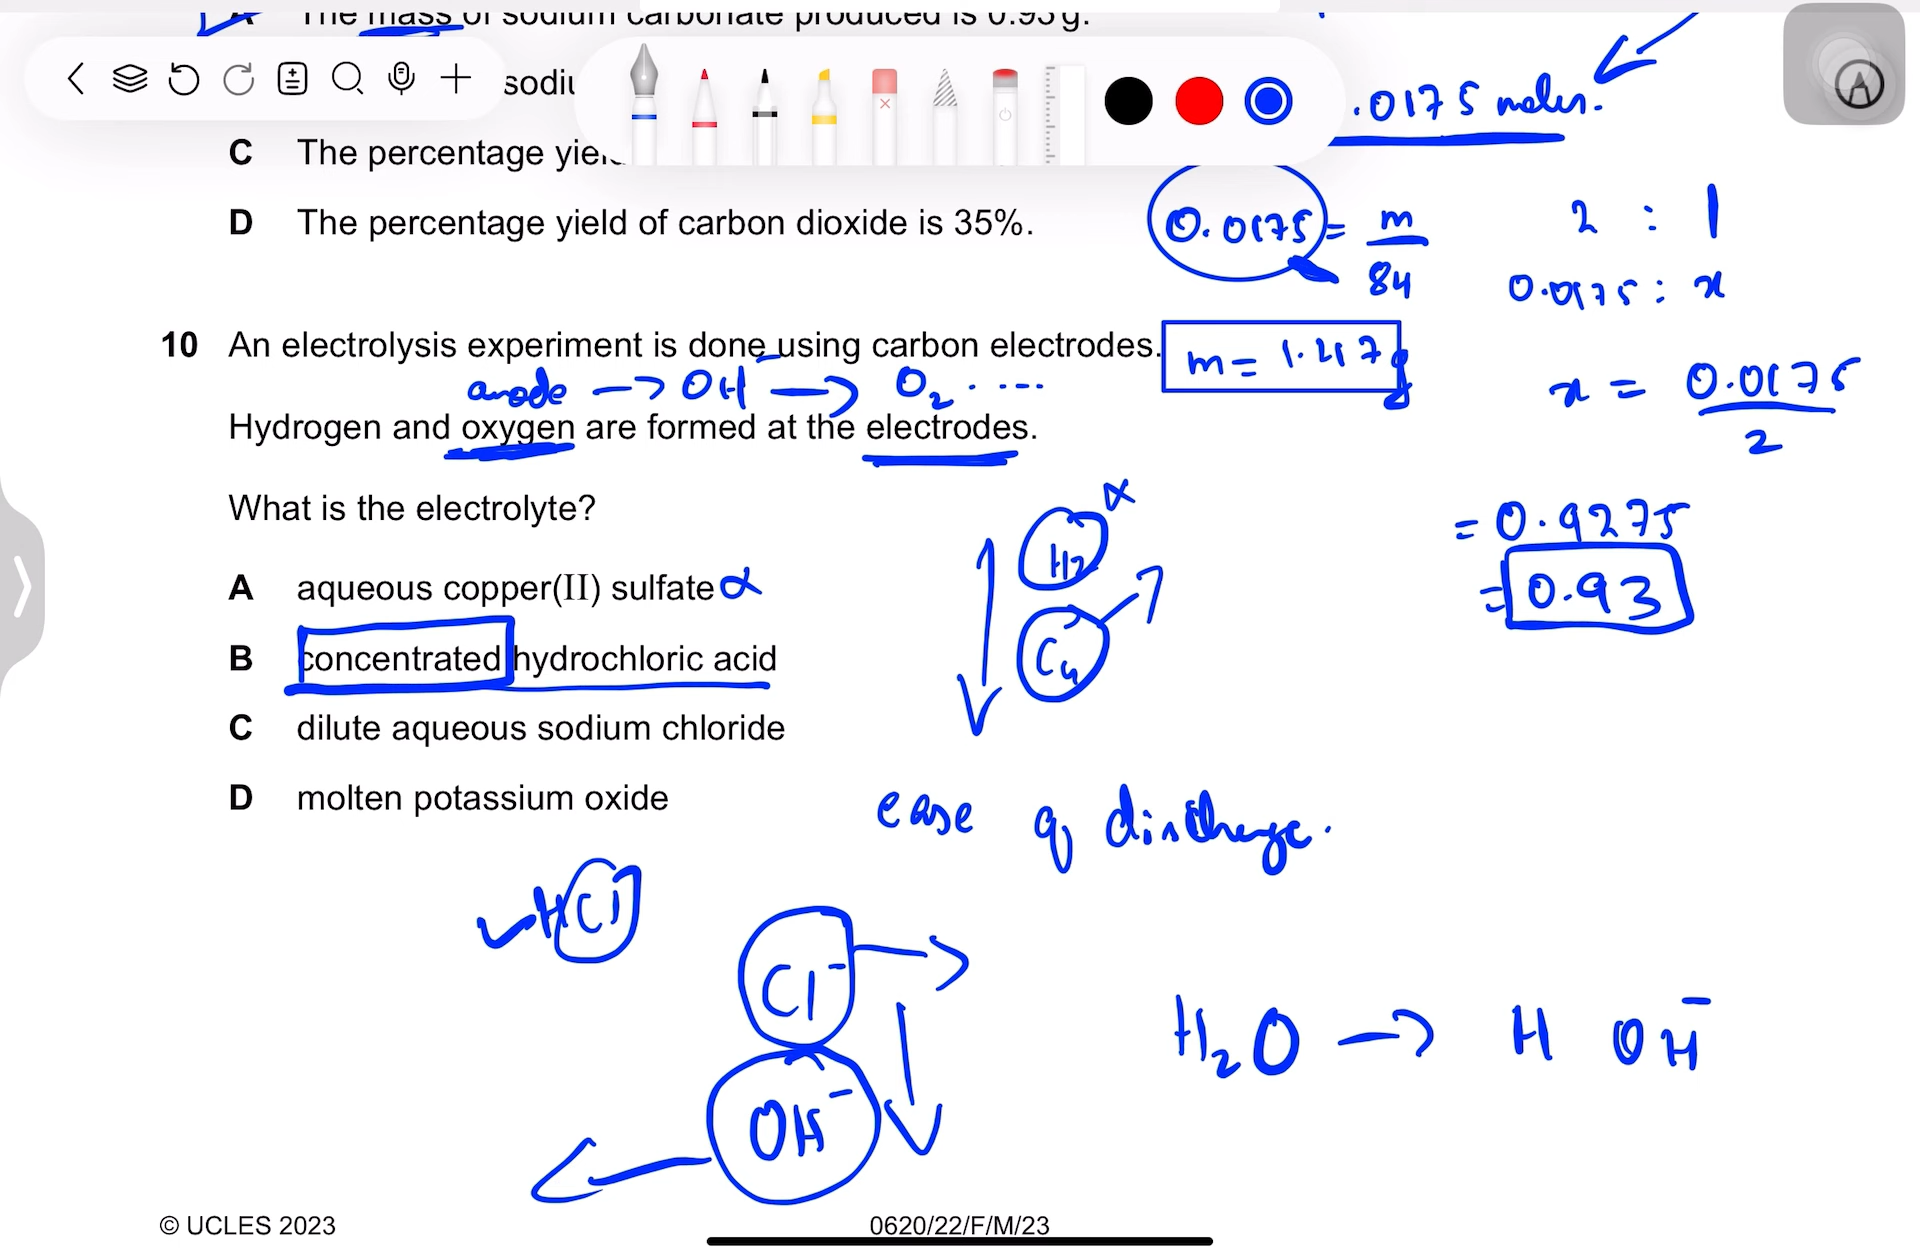 A The mass of sodium carbonate produced is 0.93 g.
sodiu
.0175 moles.
C The percentage yiel
D The percentage yield of carbon dioxide is 35%.
0.0175 = m
84
2 : 1
0.0175 : x
10 An electrolysis experiment is done using carbon electrodes.
m = 1.47g
anode → OH⁻ → O₂ ....
x = 0.0175
2
Hydrogen and oxygen are formed at the electrodes.
What is the electrolyte?
H₂
= 0.9275
A aqueous copper(II) sulfate
= 0.93
B concentrated hydrochloric acid
Cu
C dilute aqueous sodium chloride
D molten potassium oxide
ease of discharge.
HCl
Cl⁻
H₂O → H OH⁻
OH⁻
© UCLES 2023
0620/22/F/M/23